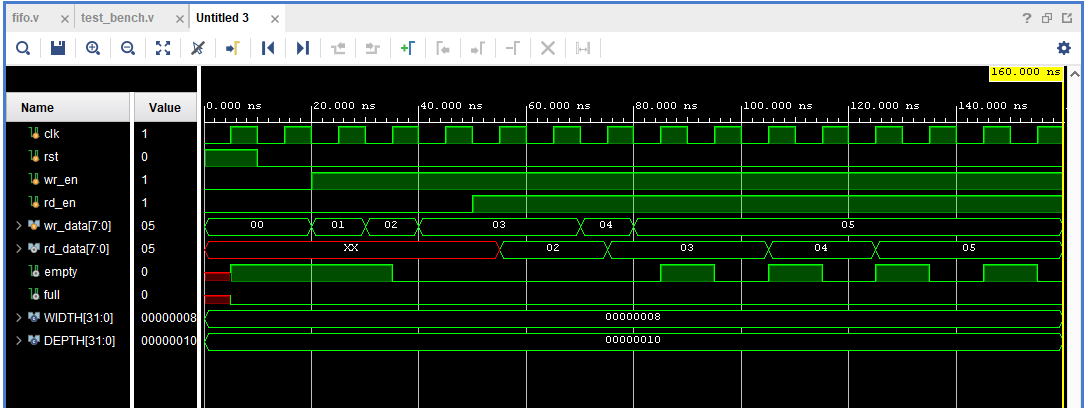 fifo.v × test_bench.v × Untitled 3 ×
160.000 ns
Name Value
0.000 ns 20.000 ns 40.000 ns 60.000 ns 80.000 ns 100.000 ns 120.000 ns 140.000 ns
clk 1
rst 0
wr_en 1
rd_en 1
wr_data[7:0] 05 00 01 02 03 04 05
rd_data[7:0] 05 XX 02 03 04 05
empty 0
full 0
WIDTH[31:0] 00000008 00000008
DEPTH[31:0] 00000010 00000010